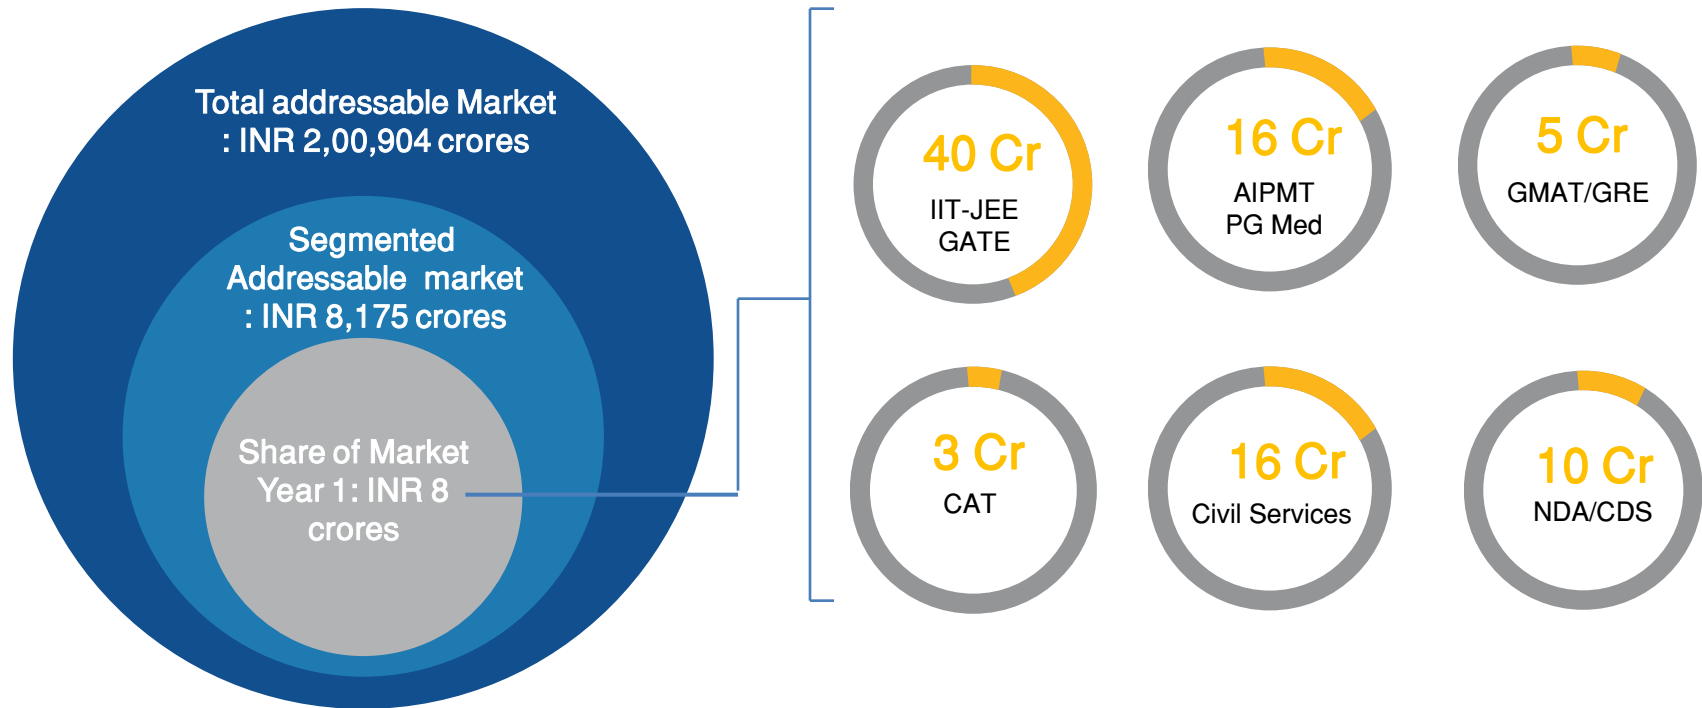 Total addressable Market
: INR 2,00,904 crores
Segmented
Addressable market
: INR 8,175 crores
Share of Market
Year 1: INR 8
crores
40 Cr
IIT-JEE
GATE
16 Cr
AIPMT
PG Med
5 Cr
GMAT/GRE
3 Cr
CAT
16 Cr
Civil Services
10 Cr
NDA/CDS